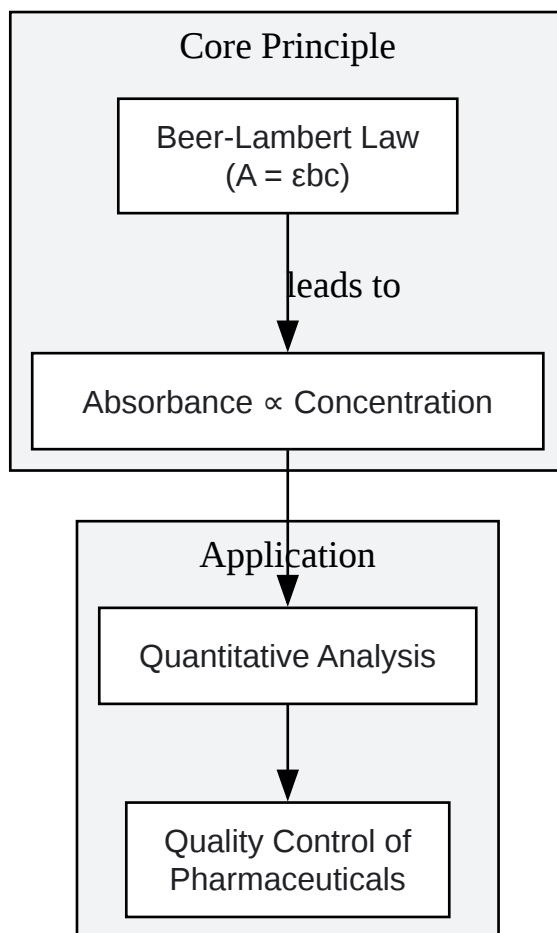 Core Principle
Beer-Lambert Law
(A = εbc)
leads to
Absorbance ∝ Concentration
Application
Quantitative Analysis
Quality Control of
Pharmaceuticals